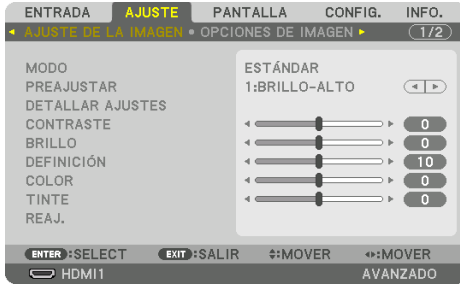 ENTRADA AJUSTE PANTALLA CONFIG. INFO.
AJUSTE DE LA IMAGEN • OPCIONES DE IMAGEN 1/2
MODO ESTÁNDAR
PREAJUSTAR 1:BRILLO-ALTO
DETALLAR AJUSTES
CONTRASTE 0
BRILLO 0
DEFINICIÓN 10
COLOR 0
TINTE 0
REAJ.
ENTER :SELECT EXIT :SALIR :MOVER :MOVER
HDMI1 AVANZADO